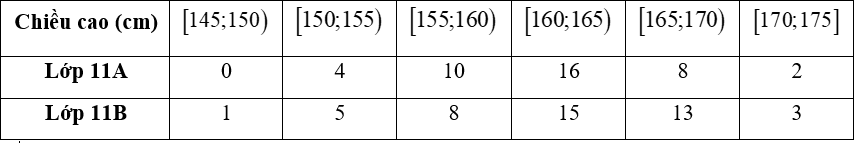 Chiều cao (cm) [145;150) [150;155) [155;160) [160;165) [165;170) [170;175]
Lớp 11A 0 4 10 16 8 2
Lớp 11B 1 5 8 15 13 3